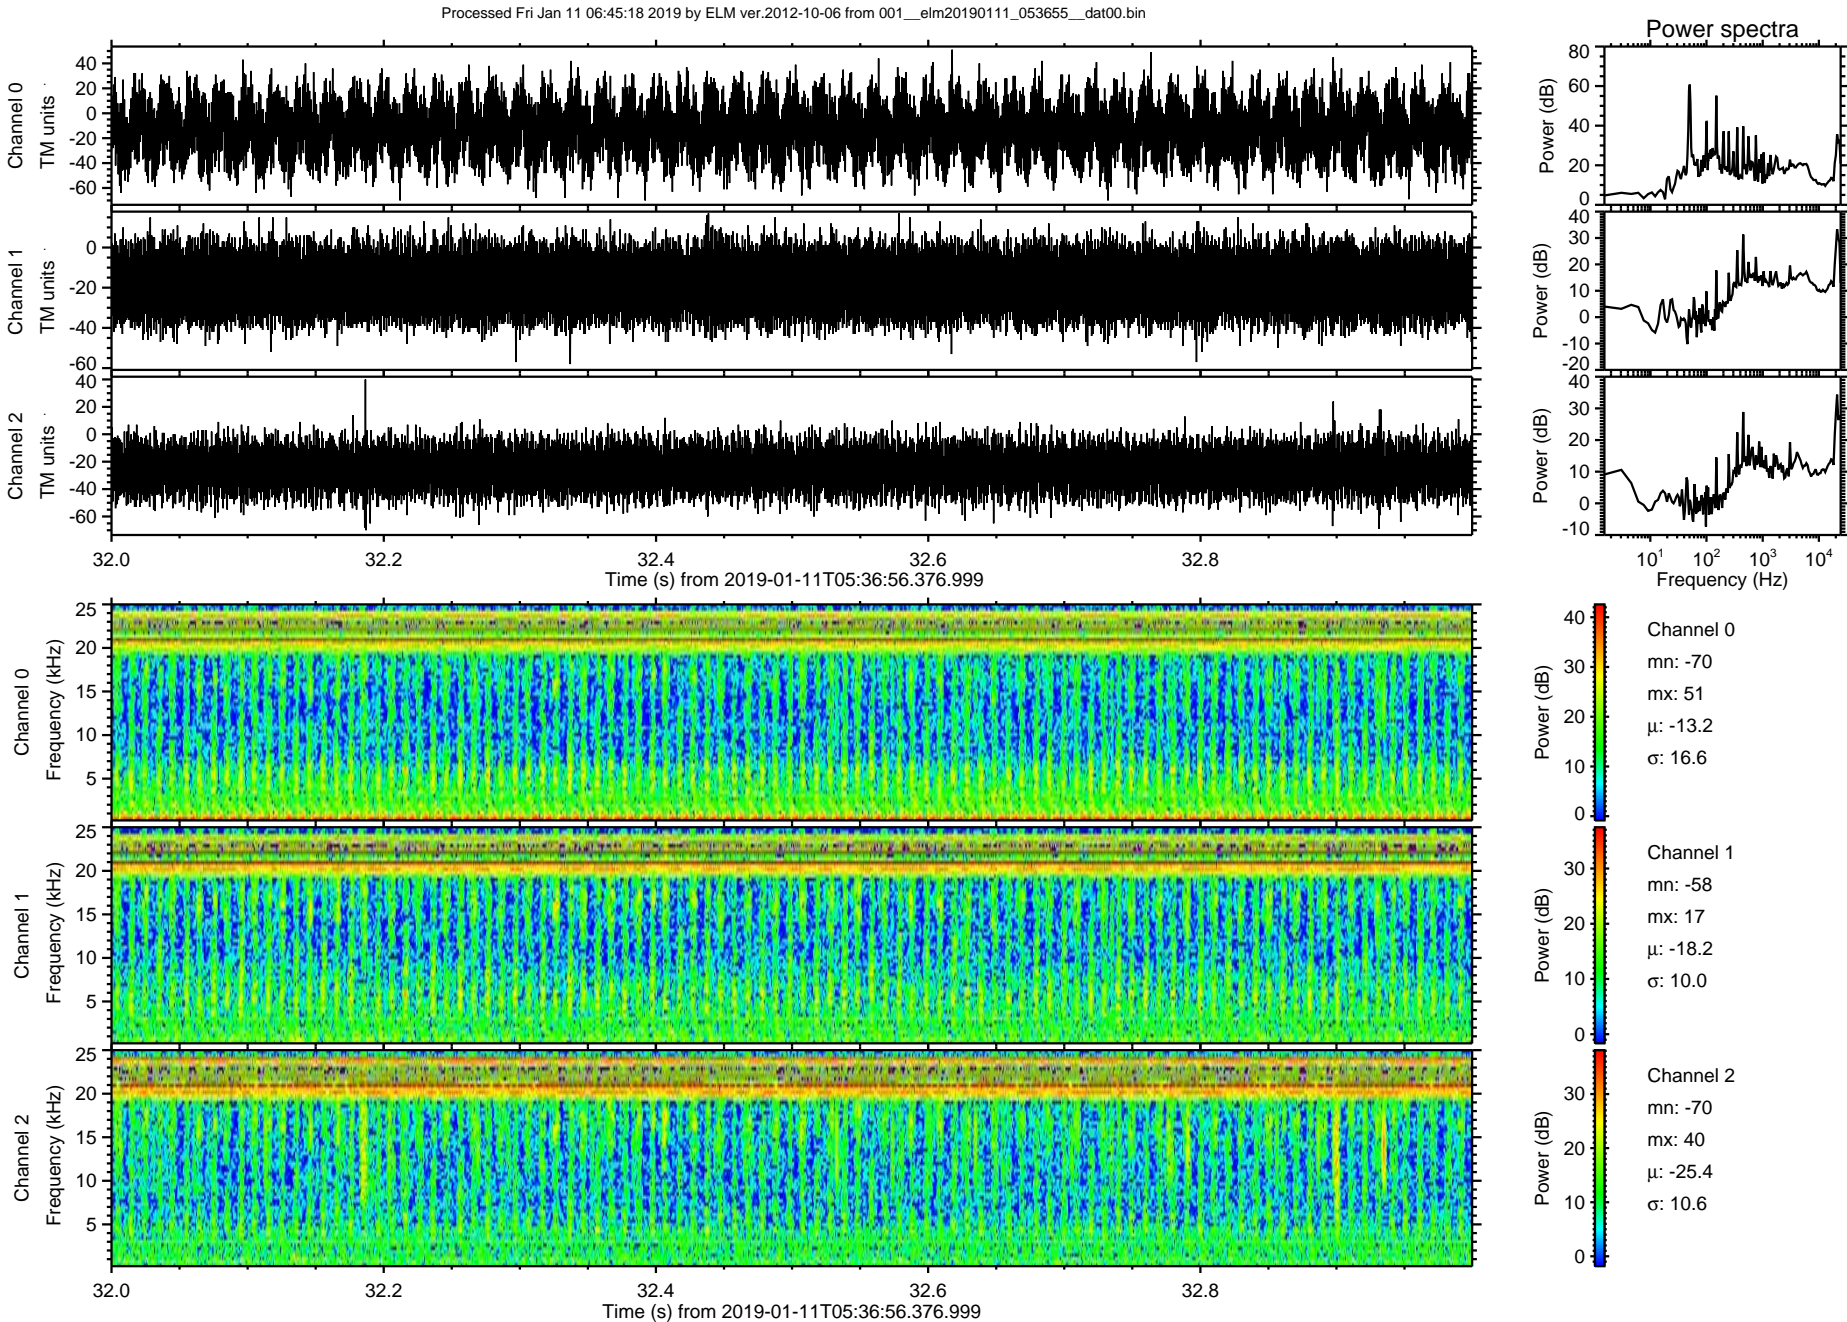 Processed Fri Jan 11 06:45:18 2019 by ELM ver.2012-10-06 from 001__elm20190111_053655__dat00.bin
Power spectra
Channel 0
TM units
40
20
0
-20
-40
-60
Power (dB)
80
60
40
20
0
Channel 1
TM units
0
-20
-40
-60
Power (dB)
40
30
20
10
0
-10
-20
Channel 2
TM units
40
20
0
-20
-40
-60
Power (dB)
40
30
20
10
0
-10
32.0 32.2 32.4 32.6 32.8
Time (s) from 2019-01-11T05:36:56.376.999
10¹ 10² 10³ 10⁴
Frequency (Hz)
Channel 0
Frequency (kHz)
25
20
15
10
5
Power (dB)
40
30
20
10
0
Channel 0
mn: -70
mx: 51
μ: -13.2
σ: 16.6
Channel 1
Frequency (kHz)
25
20
15
10
5
Power (dB)
30
20
10
0
Channel 1
mn: -58
mx: 17
μ: -18.2
σ: 10.0
Channel 2
Frequency (kHz)
25
20
15
10
5
Power (dB)
30
20
10
0
Channel 2
mn: -70
mx: 40
μ: -25.4
σ: 10.6
32.0 32.2 32.4 32.6 32.8
Time (s) from 2019-01-11T05:36:56.376.999